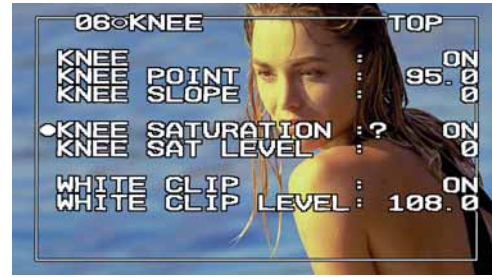 06⦾KNEE TOP
KNEE : ON
KNEE POINT : 95.0
KNEE SLOPE : 0
●KNEE SATURATION :? ON
KNEE SAT LEVEL : 0
WHITE CLIP : ON
WHITE CLIP LEVEL: 108.0